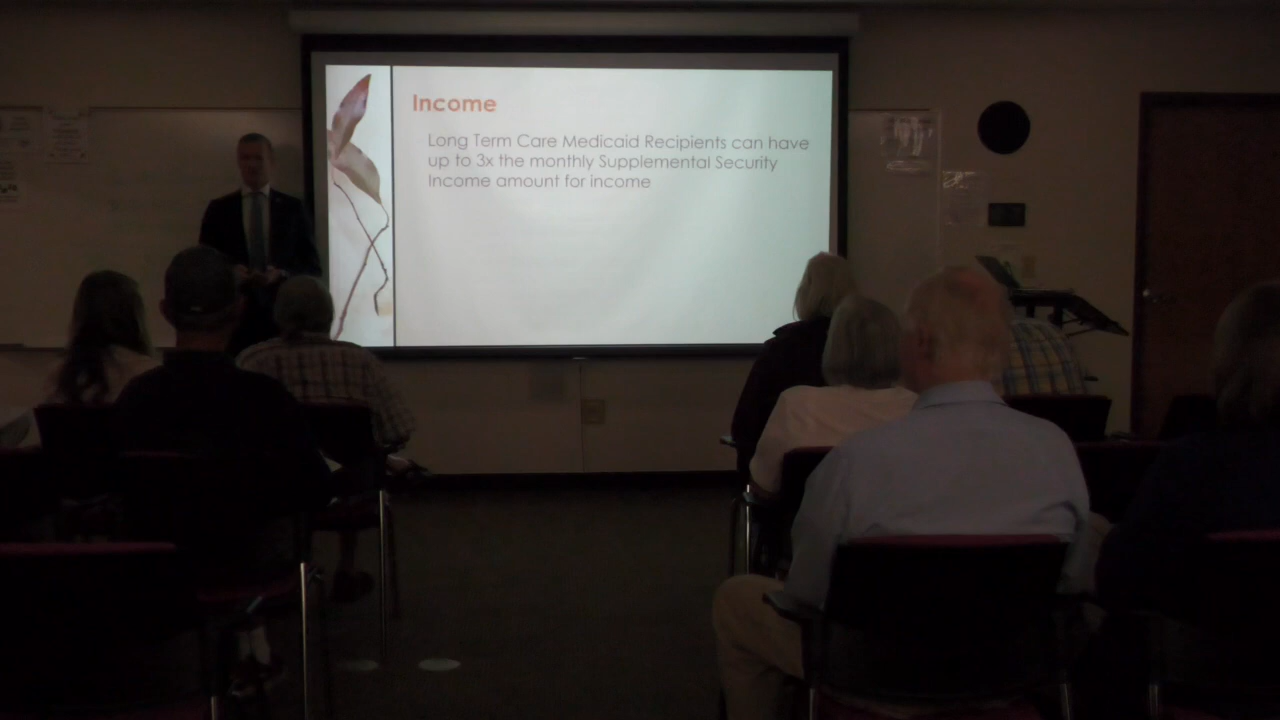 Income
Long Term Care Medicaid Recipients can have
up to 3x the monthly Supplemental Security
Income amount for income